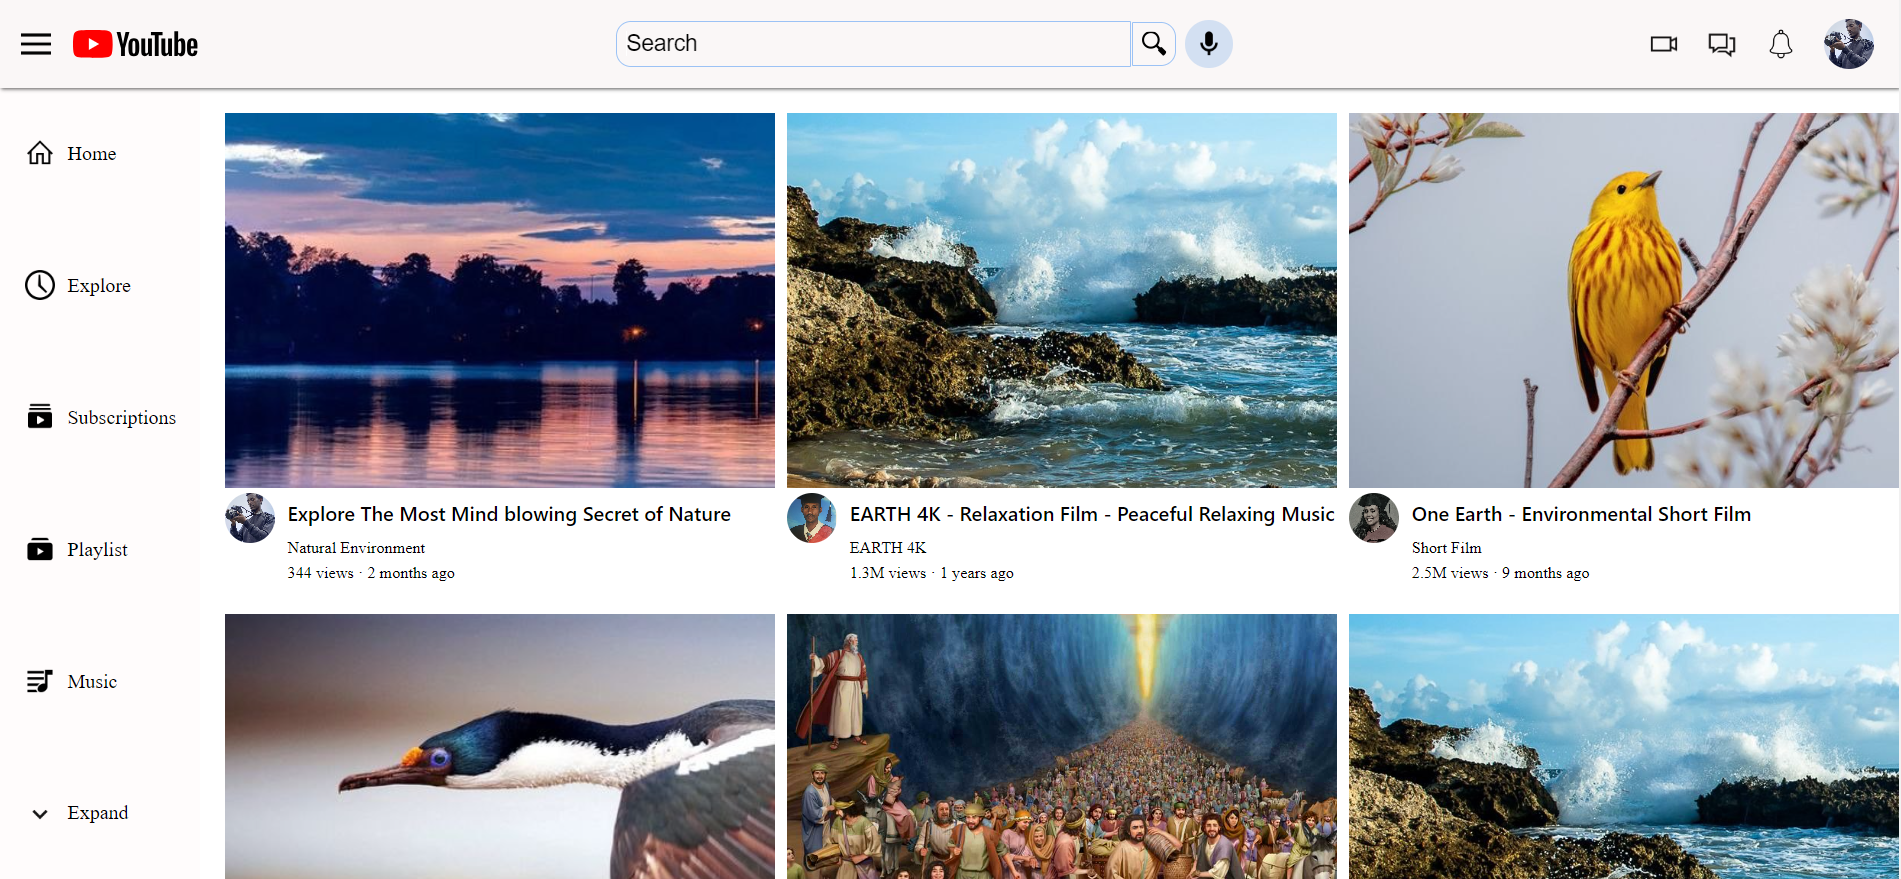 YouTube
Search
Home
Explore
Subscriptions
Playlist
Music
Expand
Explore The Most Mind blowing Secret of Nature
Natural Environment
344 views · 2 months ago
EARTH 4K - Relaxation Film - Peaceful Relaxing Music
EARTH 4K
1.3M views · 1 years ago
One Earth - Environmental Short Film
Short Film
2.5M views · 9 months ago